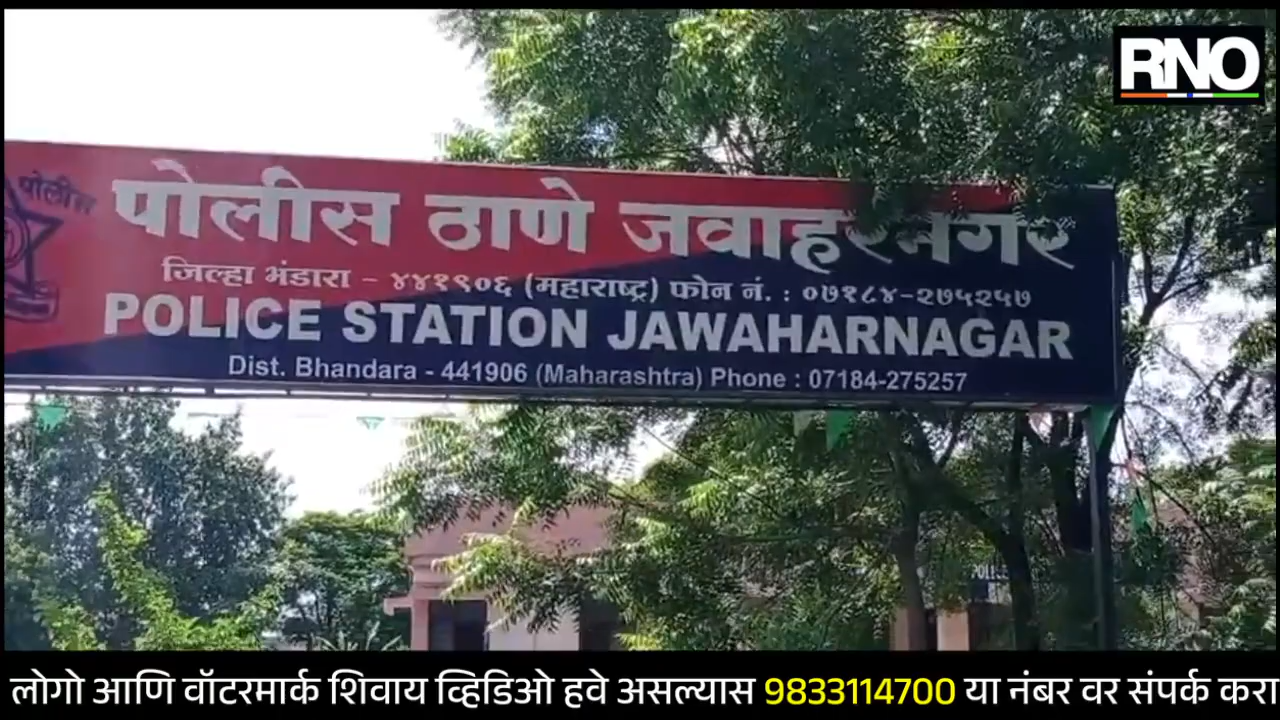 RNO
पोलीस
पोलीस ठाणे जवाहरनगर
जिल्हा भंडारा - ४४१९०६ (महाराष्ट्र) फोन नं. : ०७१८४-२७५२५७
POLICE STATION JAWAHARNAGAR
Dist. Bhandara - 441906 (Maharashtra) Phone : 07184-275257
POLICE
लोगो आणि वॉटरमार्क शिवाय व्हिडिओ हवे असल्यास 9833114700 या नंबर वर संपर्क करा